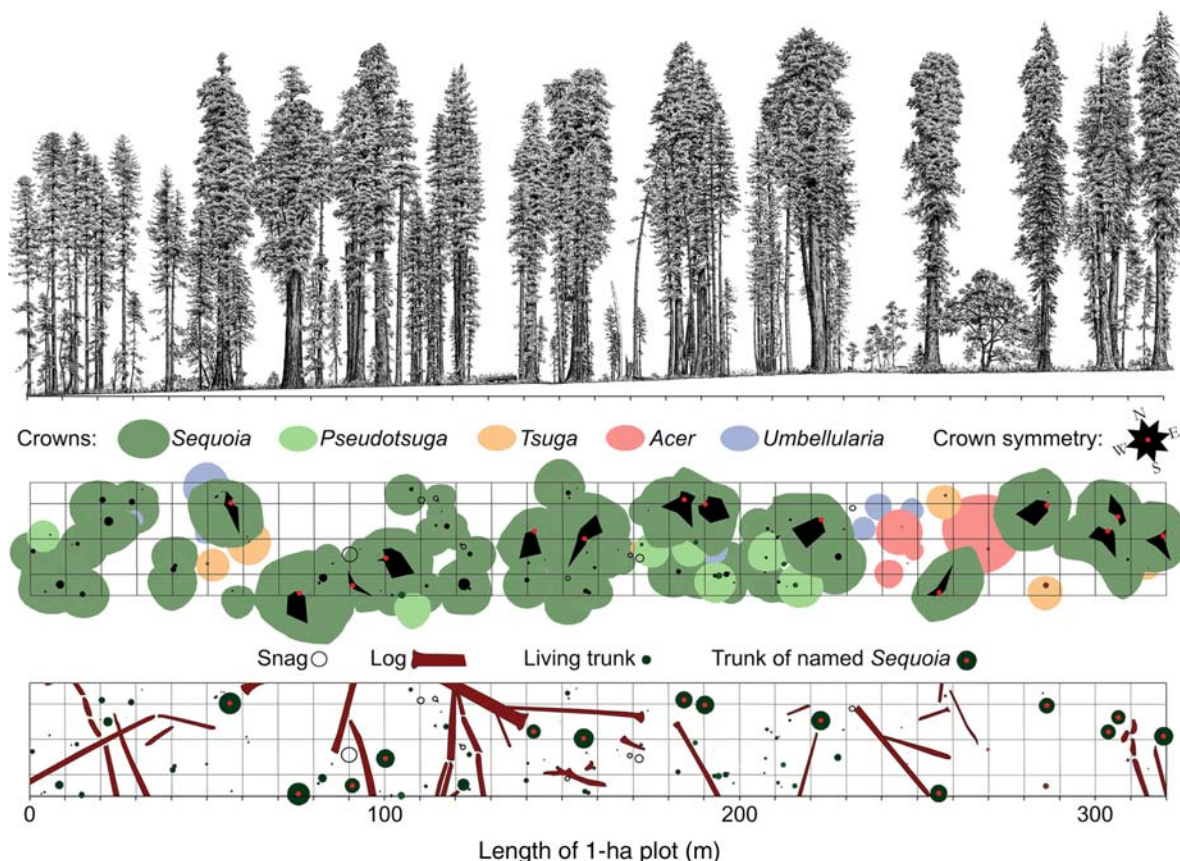 Crowns: Sequoia Pseudotsuga Tsuga Acer Umbellularia Crown symmetry: N E S W
Snag Log Living trunk Trunk of named Sequoia
0 100 200 300
Length of 1-ha plot (m)